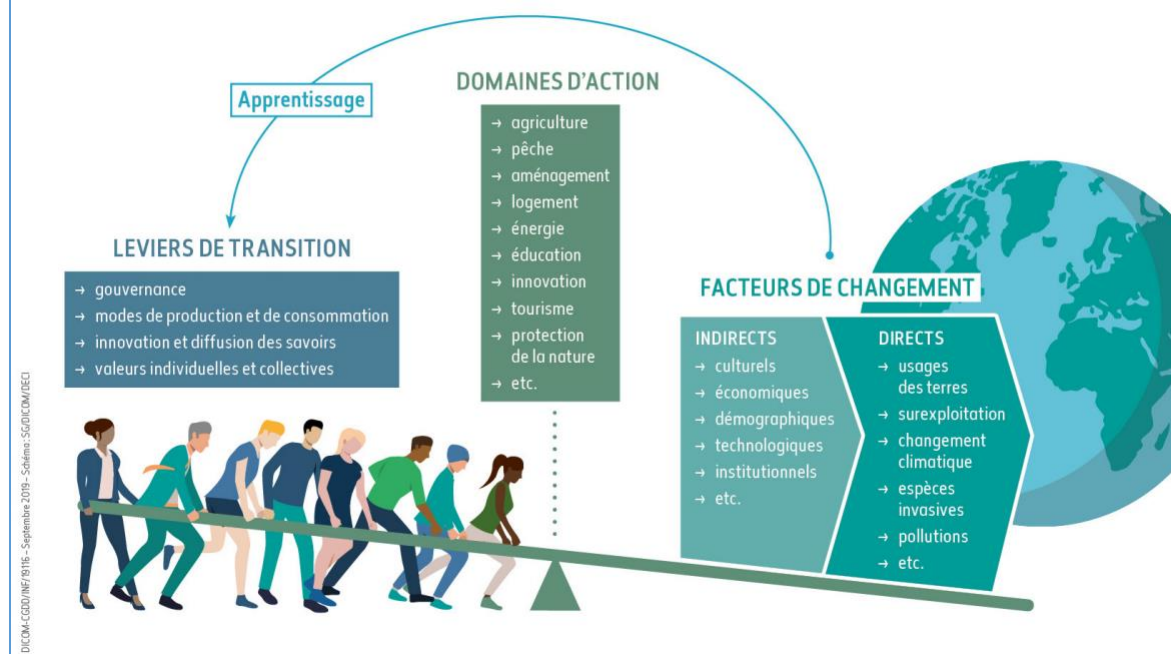 Apprentissage
DOMAINES D'ACTION
→ agriculture
→ pêche
→ aménagement
→ logement
→ énergie
→ éducation
→ innovation
→ tourisme
→ protection
de la nature
→ etc.
LEVIERS DE TRANSITION
→ gouvernance
→ modes de production et de consommation
→ innovation et diffusion des savoirs
→ valeurs individuelles et collectives
FACTEURS DE CHANGEMENT
INDIRECTS
→ culturels
→ économiques
→ démographiques
→ technologiques
→ institutionnels
→ etc.
DIRECTS
→ usages
des terres
→ surexploitation
→ changement
climatique
→ espèces
invasives
→ pollutions
→ etc.
DICOM-CGDD/INF/19116 – Septembre 2019 – Schéma : SG/DICOM/DECI